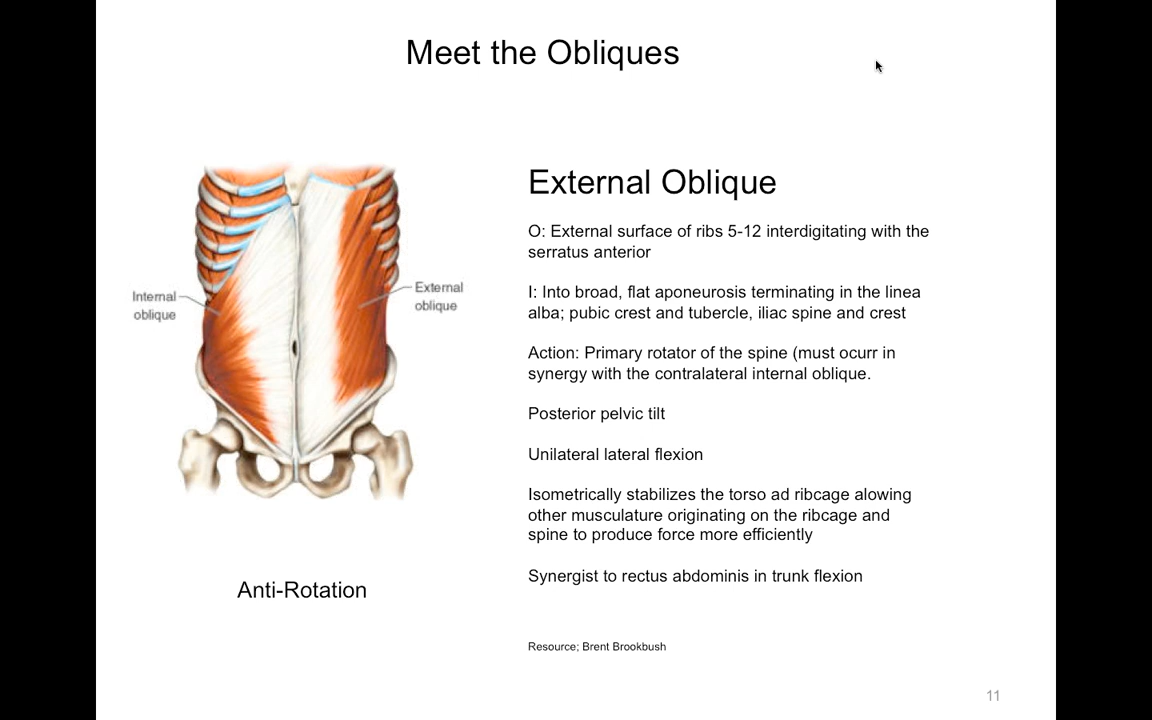 Meet the Obliques
Internal
oblique
External
oblique
Anti-Rotation
External Oblique
O: External surface of ribs 5-12 interdigitating with the
serratus anterior
I: Into broad, flat aponeurosis terminating in the linea
alba; pubic crest and tubercle, iliac spine and crest
Action: Primary rotator of the spine (must ocurr in
synergy with the contralateral internal oblique.
Posterior pelvic tilt
Unilateral lateral flexion
Isometrically stabilizes the torso ad ribcage alowing
other musculature originating on the ribcage and
spine to produce force more efficiently
Synergist to rectus abdominis in trunk flexion
Resource; Brent Brookbush
11